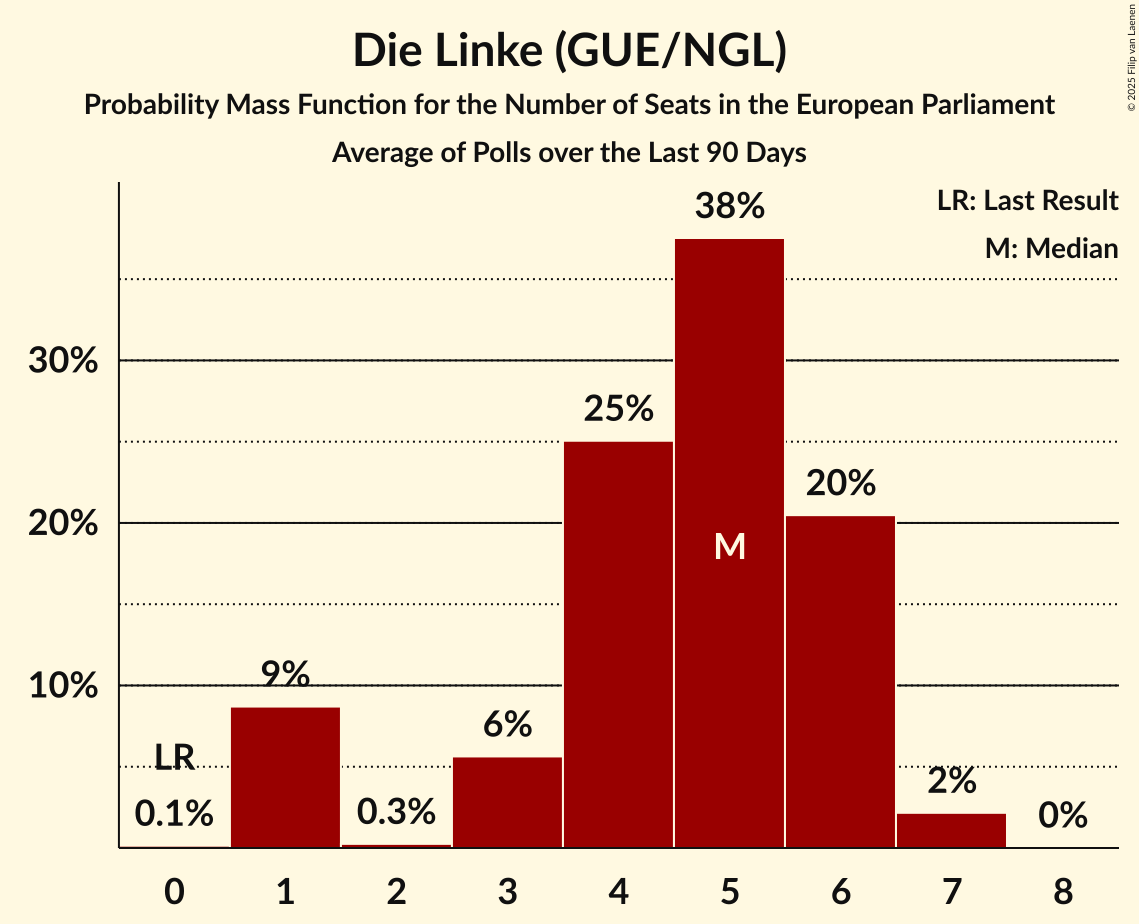 © 2025 Filip van Laenen
Die Linke (GUE/NGL)
Probability Mass Function for the Number of Seats in the European Parliament
Average of Polls over the Last 90 Days
LR: Last Result
M: Median
38%
30%
25%
20%
20%
M
10%
9%
6%
LR
2%
0.1%
0.3%
0%
0 1 2 3 4 5 6 7 8